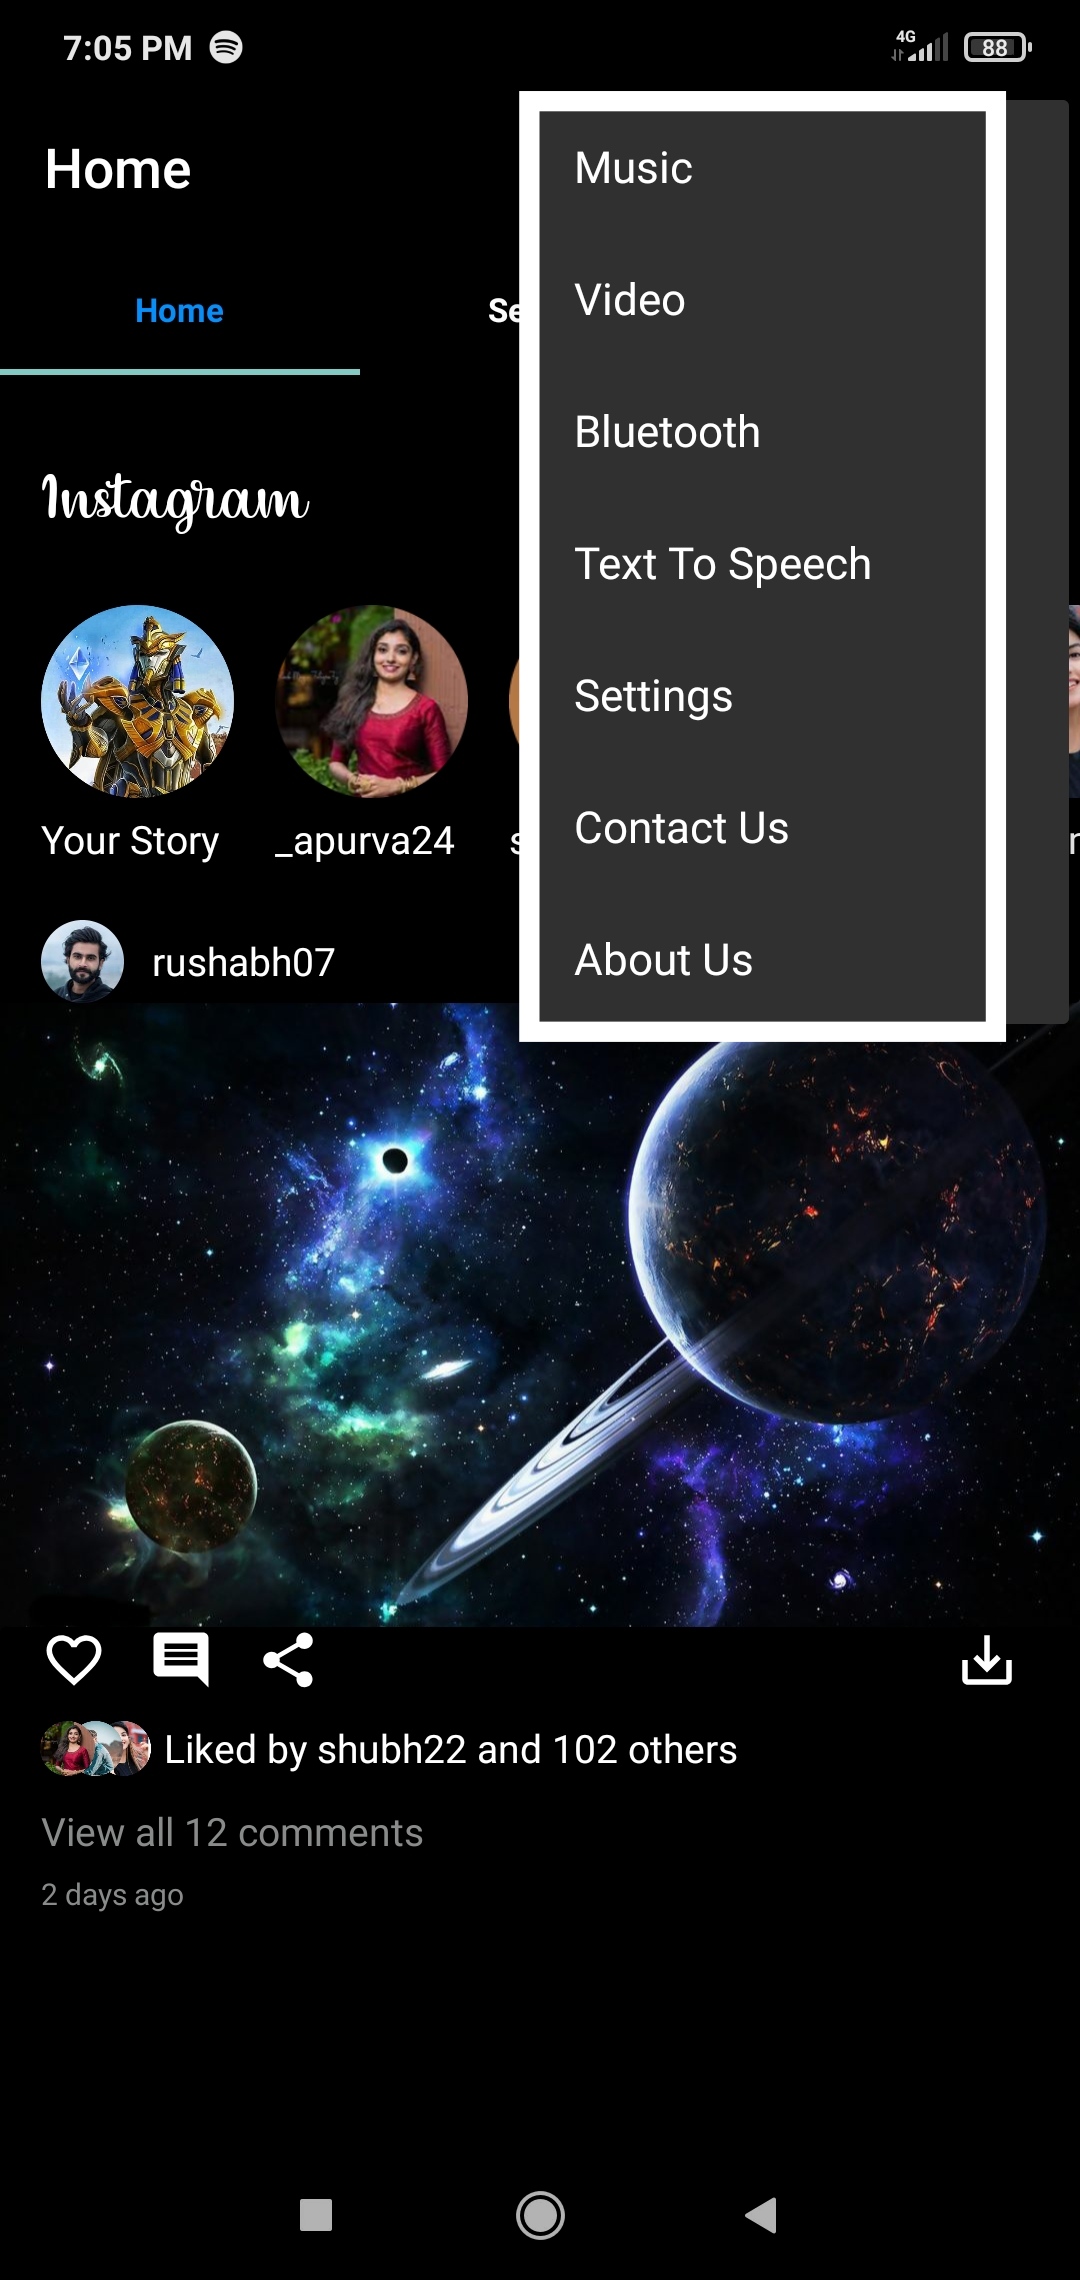 7:05 PM
4G
88
Home
Home
Se
Music
Video
Bluetooth
Text To Speech
Settings
Contact Us
About Us
Instagram
Your Story
_apurva24
rushabh07
Liked by shubh22 and 102 others
View all 12 comments
2 days ago